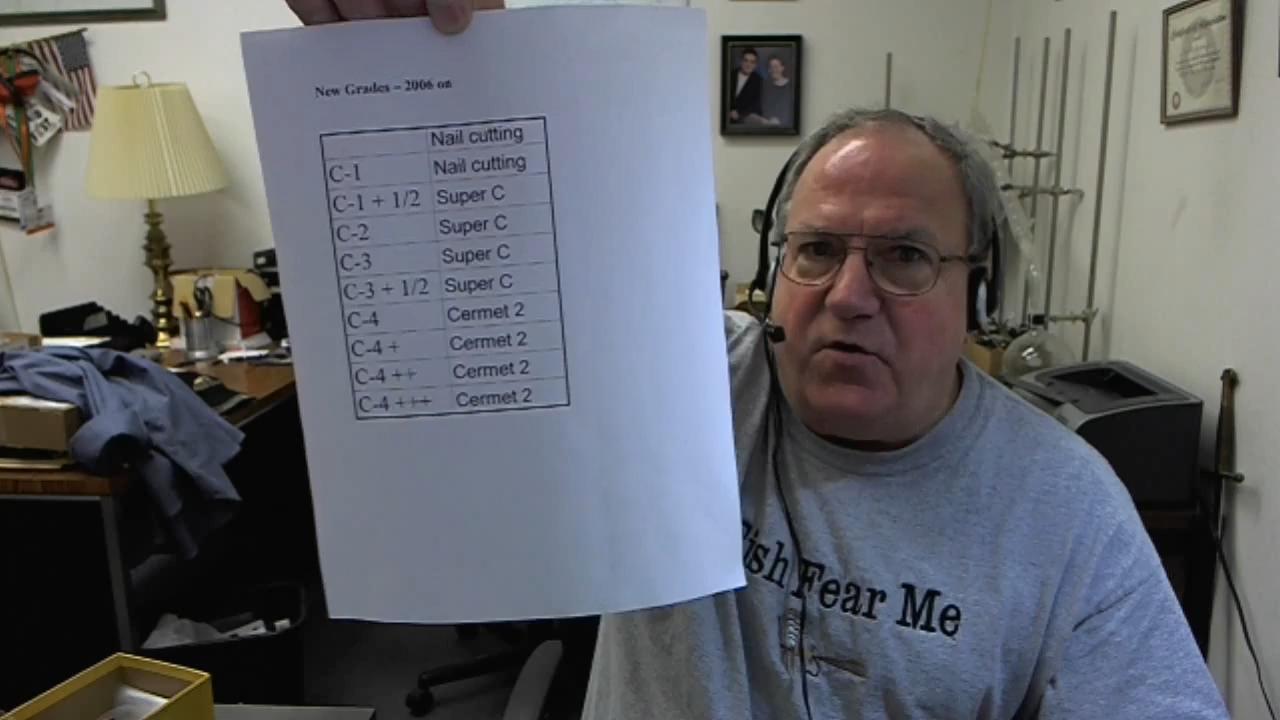 New Grades – 2006 on
Nail cutting
C-1 Nail cutting
C-1 + 1/2 Super C
C-2 Super C
C-3 Super C
C-3 + 1/2 Super C
C-4 Cermet 2
C-4 + Cermet 2
C-4 ++ Cermet 2
C-4 +++ Cermet 2
Fish Fear Me